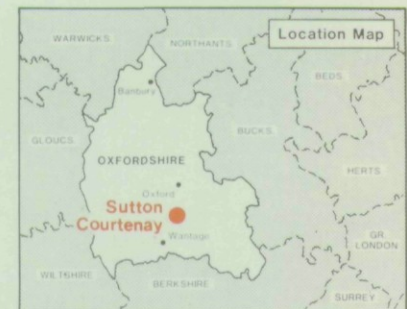 Location Map
WARWICKS.
NORTHANTS.
BEDS.
Banbury
GLOUCS.
BUCKS.
OXFORDSHIRE
HERTS
Oxford
Sutton
Courtenay
Wantage
GR.
LONDON
WILTSHIRE
BERKSHIRE
SURREY